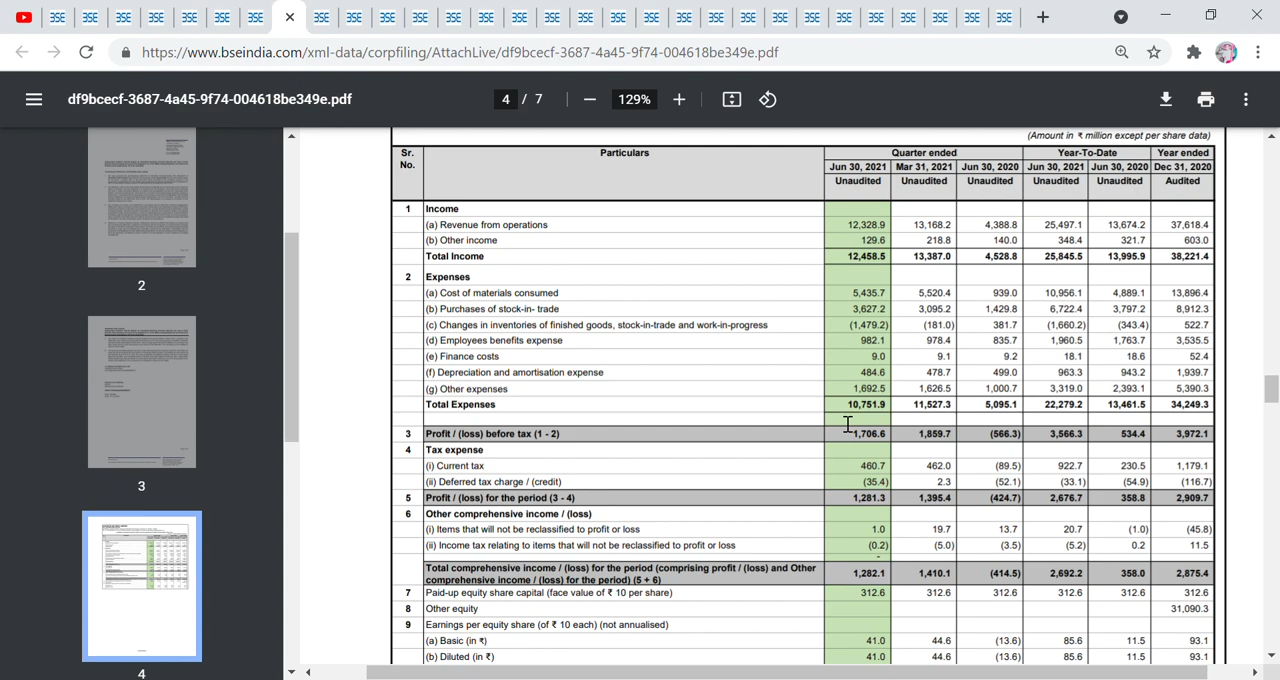 https://www.bseindia.com/xml-data/corpfiling/AttachLive/df9bcecf-3687-4a45-9f74-004618be349e.pdf
df9bcecf-3687-4a45-9f74-004618be349e.pdf 4 / 7 129%
(Amount in ₹ million except per share data)
Sr. No. Particulars Quarter ended Year-To-Date Year ended
Jun 30, 2021 Mar 31, 2021 Jun 30, 2020 Jun 30, 2021 Jun 30, 2020 Dec 31, 2020
Unaudited Unaudited Unaudited Unaudited Unaudited Audited
1 Income
(a) Revenue from operations 12,328.9 13,168.2 4,388.8 25,497.1 13,674.2 37,618.4
(b) Other income 129.6 218.8 140.0 348.4 321.7 603.0
Total Income 12,458.5 13,387.0 4,528.8 25,845.5 13,995.9 38,221.4
2 Expenses
(a) Cost of materials consumed 5,435.7 5,520.4 939.0 10,956.1 4,889.1 13,896.4
(b) Purchases of stock-in- trade 3,627.2 3,095.2 1,429.8 6,722.4 3,797.2 8,912.3
(c) Changes in inventories of finished goods, stock-in-trade and work-in-progress (1,479.2) (181.0) 381.7 (1,660.2) (343.4) 522.7
(d) Employees benefits expense 982.1 978.4 835.7 1,960.5 1,763.7 3,535.5
(e) Finance costs 9.0 9.1 9.2 18.1 18.6 52.4
(f) Depreciation and amortisation expense 484.6 478.7 499.0 963.3 943.2 1,939.7
(g) Other expenses 1,692.5 1,626.5 1,000.7 3,319.0 2,393.1 5,390.3
Total Expenses 10,751.9 11,527.3 5,095.1 22,279.2 13,461.5 34,249.3
3 Profit / (loss) before tax (1 - 2) 1,706.6 1,859.7 (566.3) 3,566.3 534.4 3,972.1
4 Tax expense
(i) Current tax 460.7 462.0 (89.5) 922.7 230.5 1,179.1
(ii) Deferred tax charge / (credit) (35.4) 2.3 (52.1) (33.1) (54.9) (116.7)
5 Profit / (loss) for the period (3 - 4) 1,281.3 1,395.4 (424.7) 2,676.7 358.8 2,909.7
6 Other comprehensive income / (loss)
(i) Items that will not be reclassified to profit or loss 1.0 19.7 13.7 20.7 (1.0) (45.8)
(ii) Income tax relating to items that will not be reclassified to profit or loss (0.2) (5.0) (3.5) (5.2) 0.2 11.5
-
Total comprehensive income / (loss) for the period (comprising profit / (loss) and Other
comprehensive income / (loss) for the period) (5 + 6) 1,282.1 1,410.1 (414.5) 2,692.2 358.0 2,875.4
7 Paid-up equity share capital (face value of ₹ 10 per share) 312.6 312.6 312.6 312.6 312.6 312.6
8 Other equity 31,090.3
9 Earnings per equity share (of ₹ 10 each) (not annualised)
(a) Basic (in ₹) 41.0 44.6 (13.6) 85.6 11.5 93.1
(b) Diluted (in ₹) 41.0 44.6 (13.6) 85.6 11.5 93.1
2
3
4